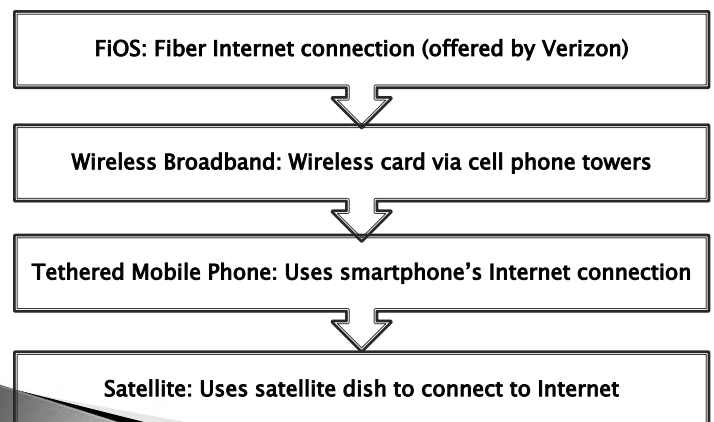 FiOS: Fiber Internet connection (offered by Verizon)
Wireless Broadband: Wireless card via cell phone towers
Tethered Mobile Phone: Uses smartphone’s Internet connection
Satellite: Uses satellite dish to connect to Internet